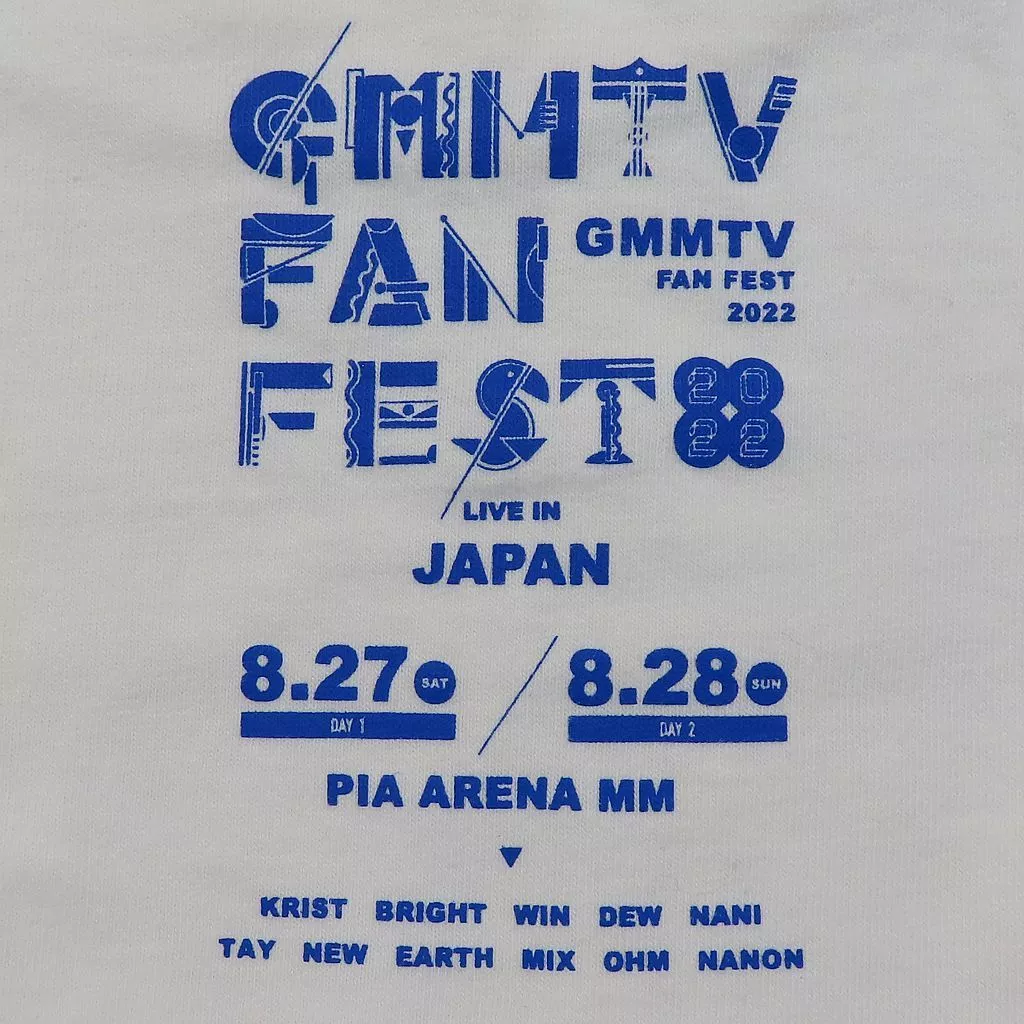 GMMTV
FAN
GMMTV
FAN FEST
2022
FEST 2022
LIVE IN
JAPAN
8.27 SAT / 8.28 SUN
DAY 1 DAY 2
PIA ARENA MM
KRIST BRIGHT WIN DEW NANI
TAY NEW EARTH MIX OHM NANON